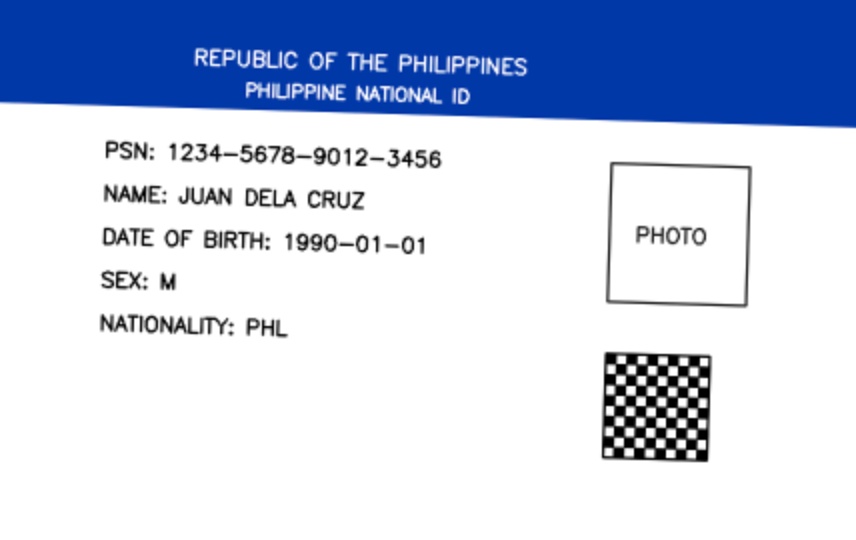 REPUBLIC OF THE PHILIPPINES
PHILIPPINE NATIONAL ID
PSN: 1234-5678-9012-3456
NAME: JUAN DELA CRUZ
DATE OF BIRTH: 1990-01-01
SEX: M
NATIONALITY: PHL
PHOTO